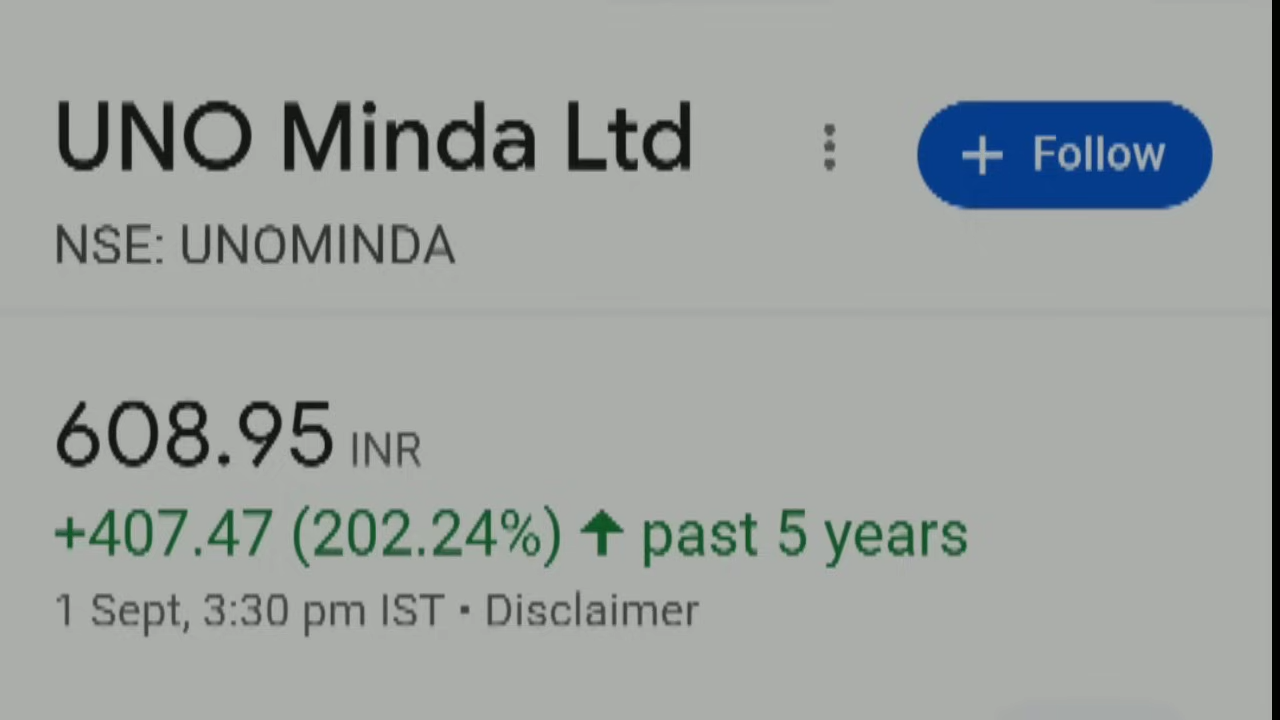 UNO Minda Ltd
+ Follow
NSE: UNOMINDA
608.95 INR
+407.47 (202.24%) ↑ past 5 years
1 Sept, 3:30 pm IST • Disclaimer